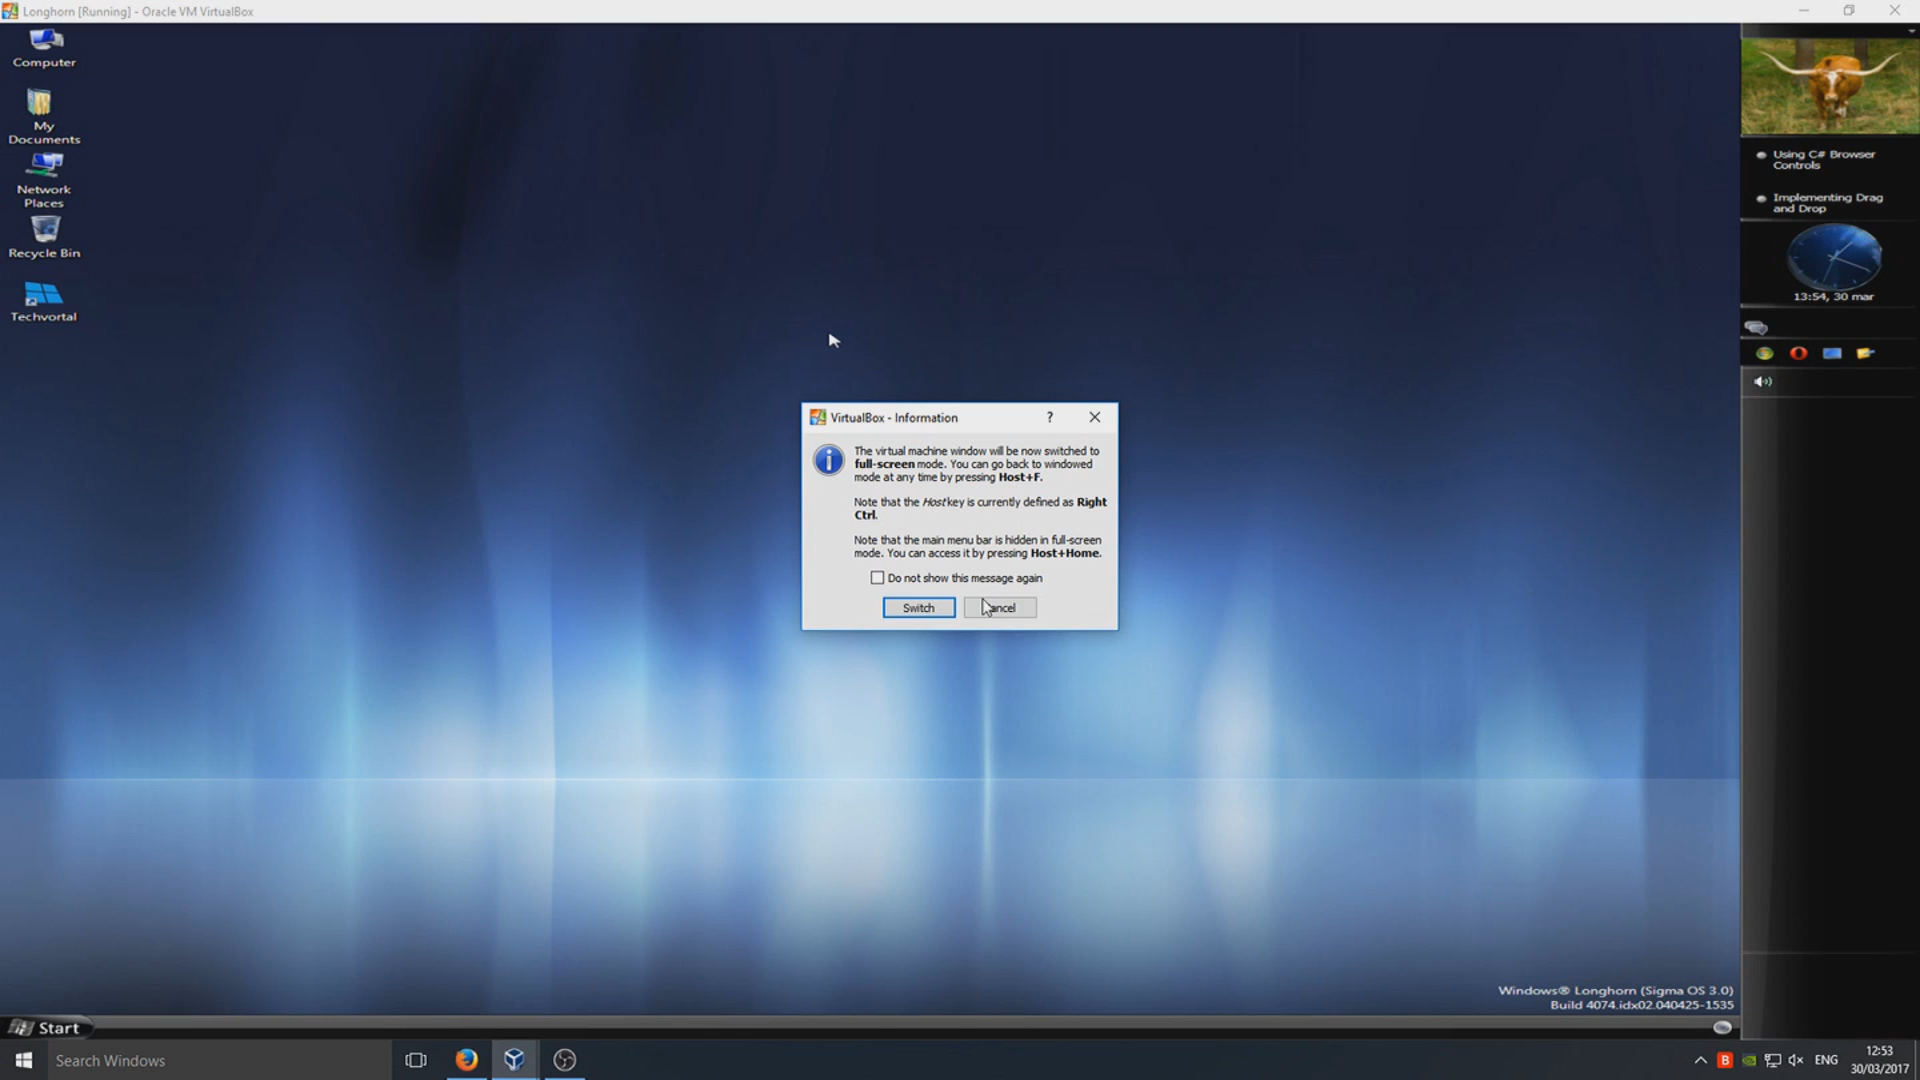 Longhorn [Running] - Oracle VM VirtualBox
Computer
My
Documents
Network
Places
Recycle Bin
Techvortal
Using C# Browser
Controls
Implementing Drag
and Drop
13:54, 30 mar
VirtualBox - Information
?
The virtual machine window will be now switched to
full-screen mode. You can go back to windowed
mode at any time by pressing Host+F.
Note that the Host key is currently defined as Right
Ctrl.
Note that the main menu bar is hidden in full-screen
mode. You can access it by pressing Host+Home.
Do not show this message again
Switch
Cancel
Windows® Longhorn (Sigma OS 3.0)
Build 4074.idx02.040425-1535
Start
Search Windows
B
ENG
12:53
30/03/2017